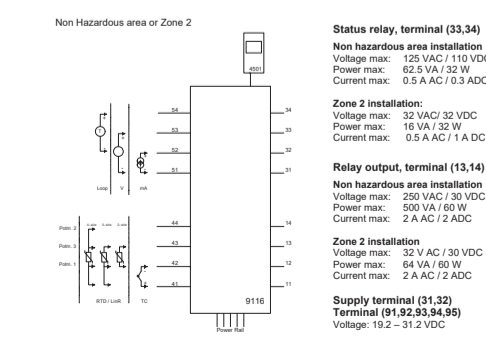 Non Hazardous area or Zone 2
4501
54
53
52
51
44
43
42
41
34
33
32
31
14
13
12
11
Loop
V
mA
Potm. 2
Potm. 3
Potm. 1
RTD / LinR
TC
9116
Power Rail
Status relay, terminal (33,34)
Non hazardous area installation
Voltage max: 125 VAC / 110 VDC
Power max: 62.5 VA / 32 W
Current max: 0.5 A AC / 0.3 ADC
Zone 2 installation:
Voltage max: 32 VAC/ 32 VDC
Power max: 16 VA / 32 W
Current max: 0.5 A AC / 1 A DC
Relay output, terminal (13,14)
Non hazardous area installation
Voltage max: 250 VAC / 30 VDC
Power max: 500 VA / 60 W
Current max: 2 A AC / 2 ADC
Zone 2 installation
Voltage max: 32 V AC / 30 VDC
Power max: 64 VA / 60 W
Current max: 2 A AC / 2 ADC
Supply terminal (31,32)
Terminal (91,92,93,94,95)
Voltage: 19.2 – 31.2 VDC